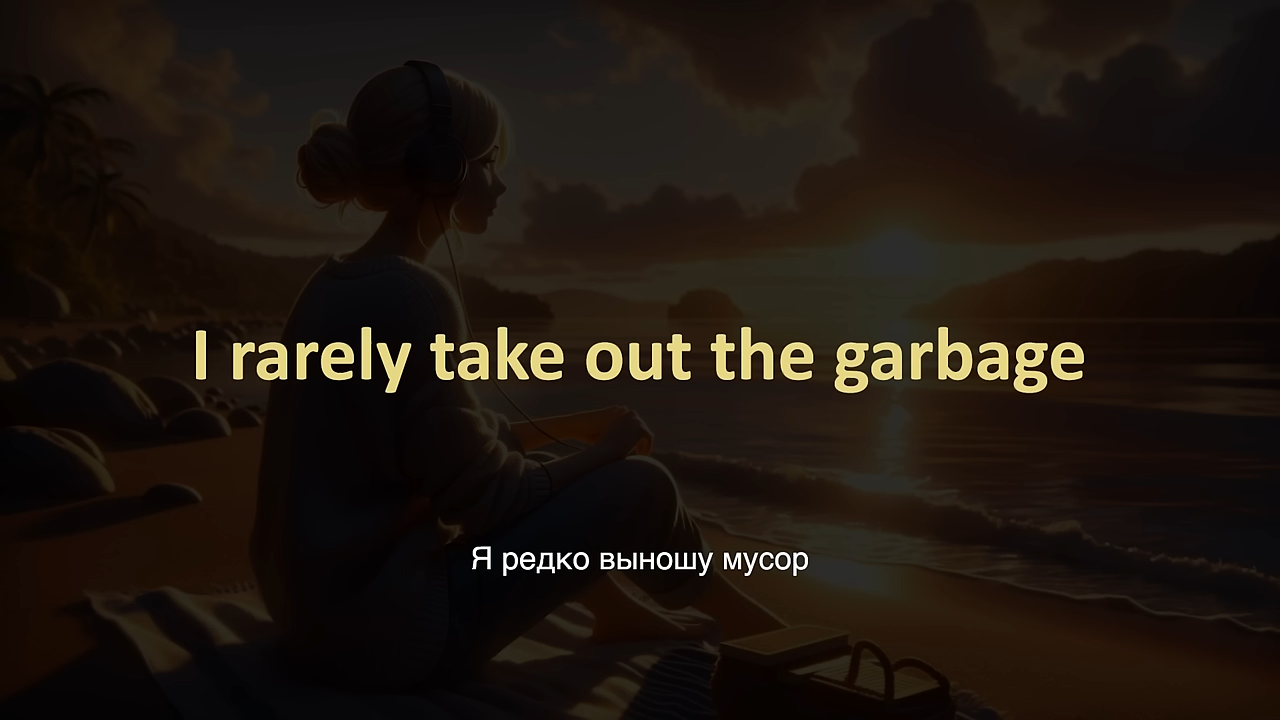 I rarely take out the garbage
Я редко выношу мусор